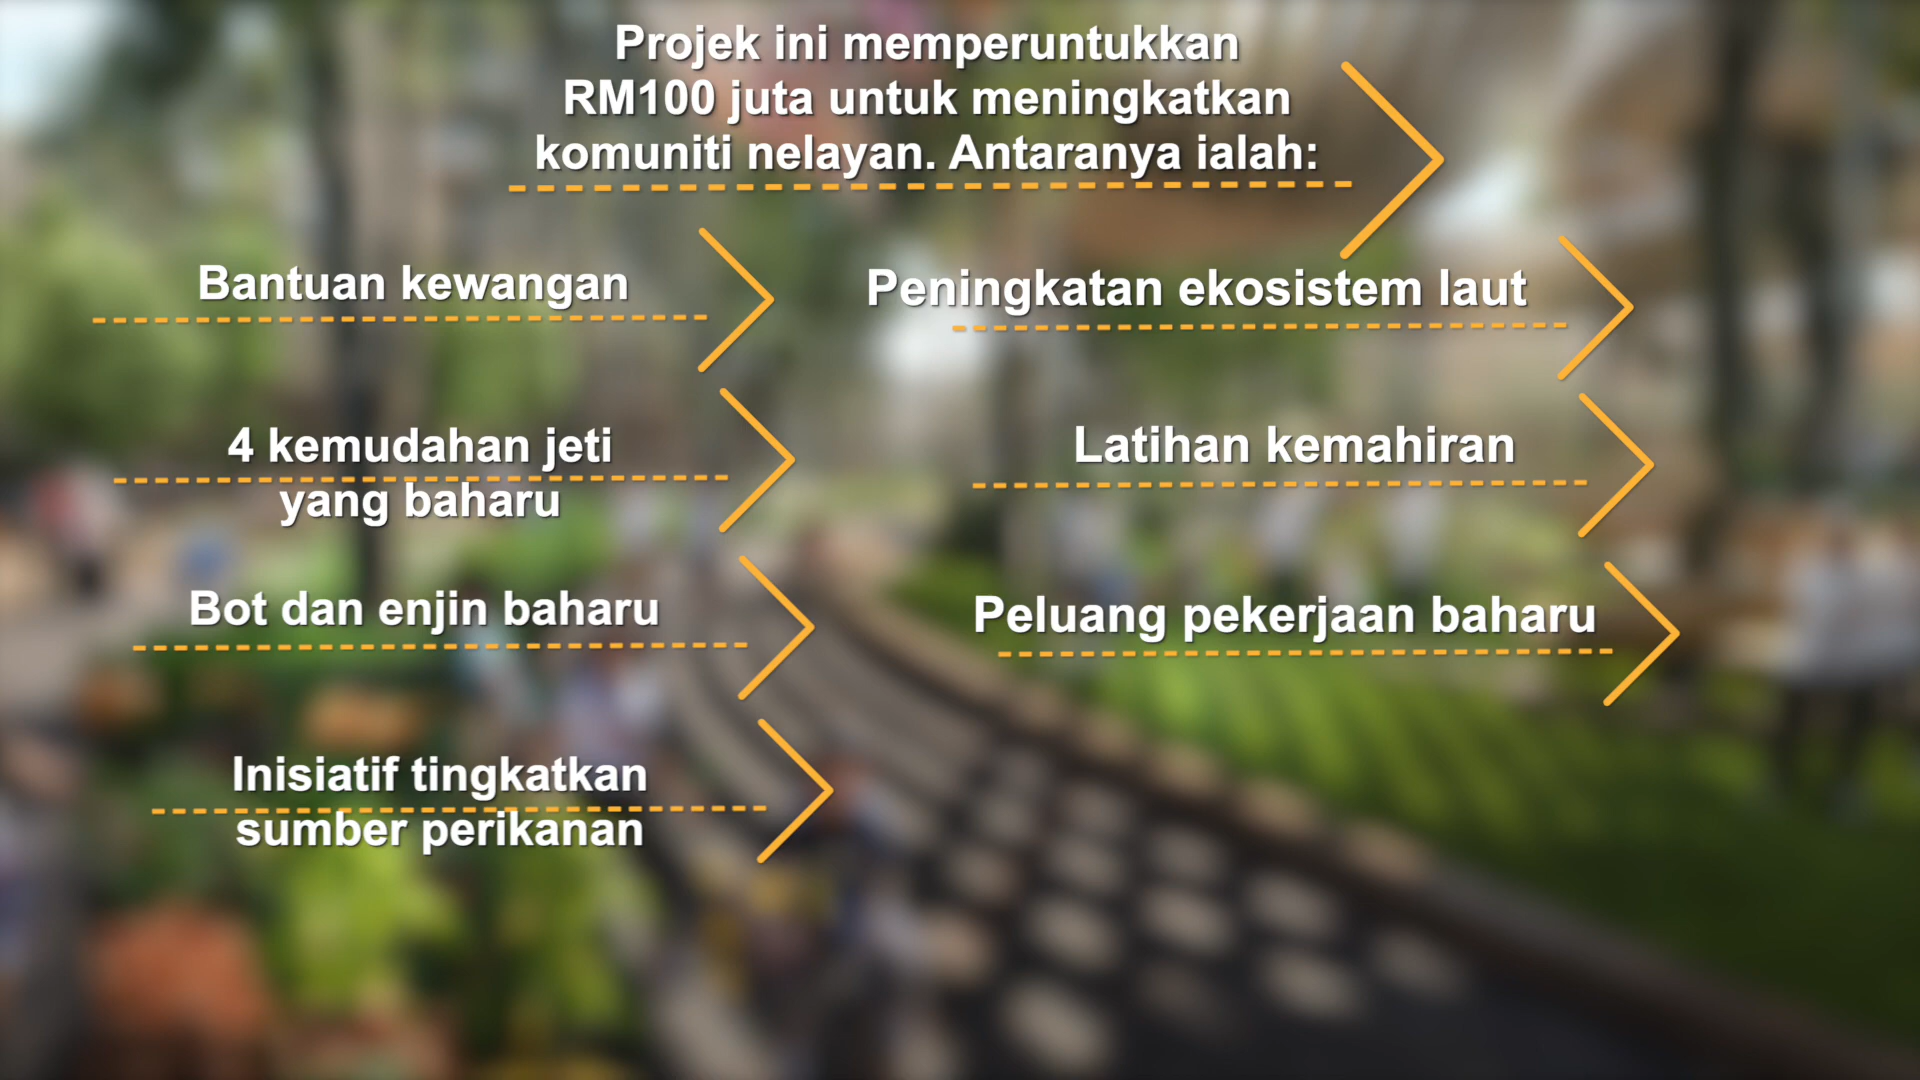 Projek ini memperuntukkan
RM100 juta untuk meningkatkan
komuniti nelayan. Antaranya ialah:
Bantuan kewangan
4 kemudahan jeti
yang baharu
Bot dan enjin baharu
Inisiatif tingkatkan
sumber perikanan
Peningkatan ekosistem laut
Latihan kemahiran
Peluang pekerjaan baharu